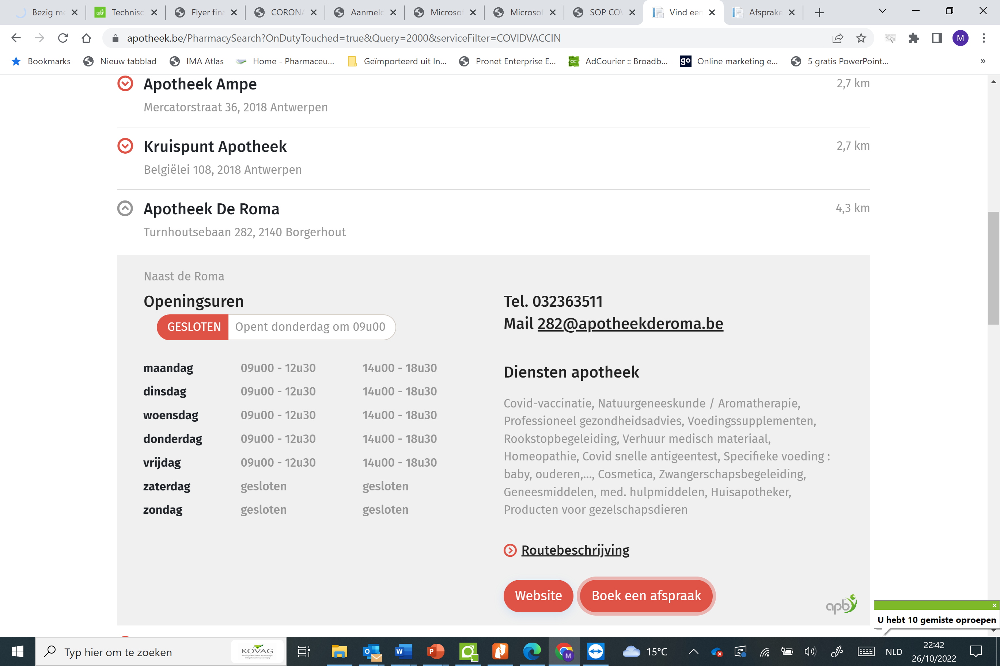 Bezig me
Technisc
Flyer fina
CORONA
Aanmeld
Microsof
Microsof
SOP COV
Vind een
Afsprake
apotheek.be/PharmacySearch?OnDutyTouched=true&Query=2000&serviceFilter=COVIDVACCIN
M
Bookmarks
Nieuw tabblad
IMA Atlas
Home - Pharmaceu...
Geïmporteerd uit In...
Pronet Enterprise E...
AdCourier :: Broadb...
go
Online marketing e...
5 gratis PowerPoint...
»
Apotheek Ampe
2,7 km
Mercatorstraat 36, 2018 Antwerpen
Kruispunt Apotheek
2,7 km
Belgiëlei 108, 2018 Antwerpen
Apotheek De Roma
4,3 km
Turnhoutsebaan 282, 2140 Borgerhout
Naast de Roma
Openingsuren
GESLOTEN Opent donderdag om 09u00
maandag 09u00 - 12u30 14u00 - 18u30
dinsdag 09u00 - 12u30 14u00 - 18u30
woensdag 09u00 - 12u30 14u00 - 18u30
donderdag 09u00 - 12u30 14u00 - 18u30
vrijdag 09u00 - 12u30 14u00 - 18u30
zaterdag gesloten gesloten
zondag gesloten gesloten
Tel. 032363511
Mail 282@apotheekderoma.be
Diensten apotheek
Covid-vaccinatie, Natuurgeneeskunde / Aromatherapie,
Professioneel gezondheidsadvies, Voedingssupplementen,
Rookstopbegeleiding, Verhuur medisch materiaal,
Homeopathie, Covid snelle antigeentest, Specifieke voeding :
baby, ouderen,..., Cosmetica, Zwangerschapsbegeleiding,
Geneesmiddelen, med. hulpmiddelen, Huisapotheker,
Producten voor gezelschapsdieren
Routebeschrijving
Website
Boek een afspraak
apb
U hebt 10 gemiste oproepen
Typ hier om te zoeken
KOVAG
15°C
NLD
22:42
26/10/2022